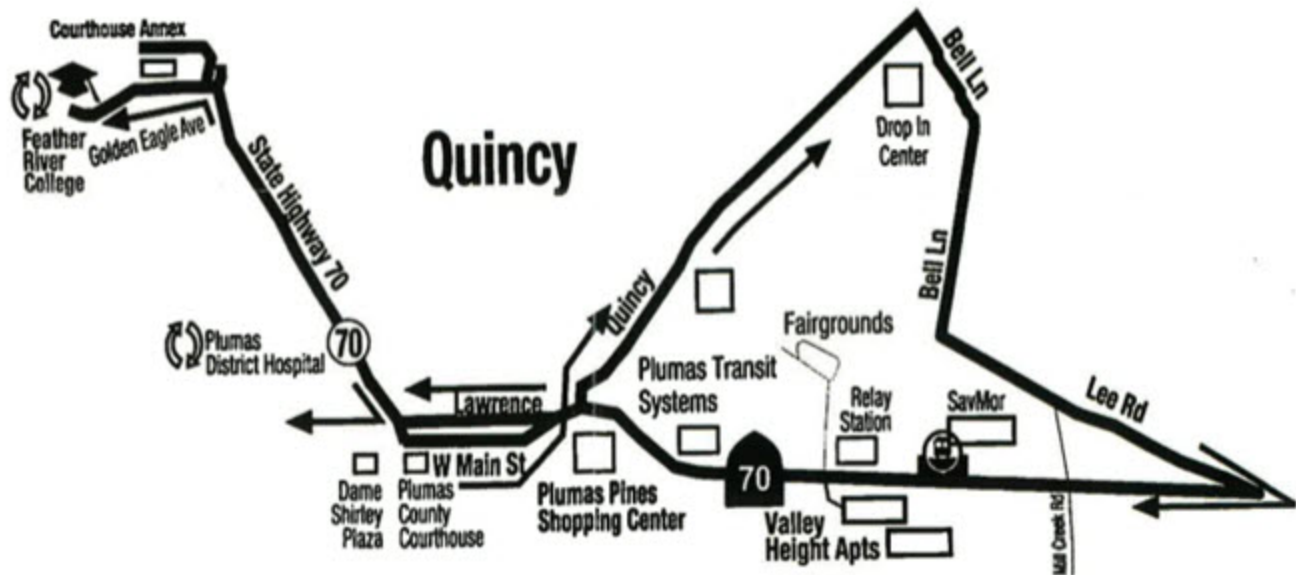 Courthouse Annex
Feather
River
College
Golden Eagle Ave
State Highway 70
Quincy
Bell Ln
Drop In
Center
Bell Ln
Quincy
Fairgrounds
Plumas
District Hospital
70
Plumas Transit
Systems
Lawrence
Relay
Station
SavMor
Lee Rd
W Main St
Dame
Shirley
Plaza
Plumas
County
Courthouse
Plumas Pines
Shopping Center
70
Valley
Height Apts
Mill Creek Rd